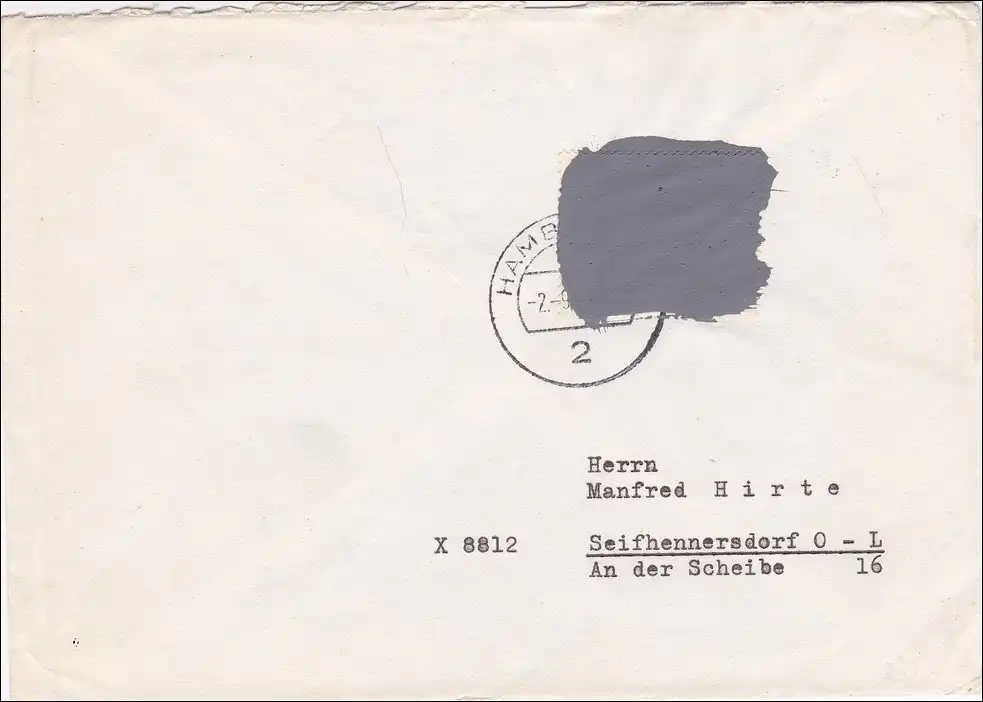 HAMB
-2.-9
2
Herrn
Manfred H i r t e
X 8812 Seifhennersdorf O - L
An der Scheibe 16